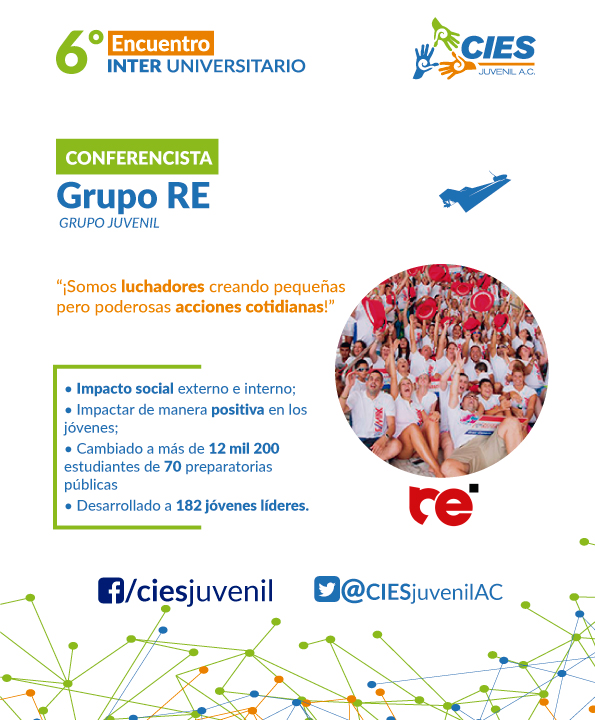 6° Encuentro
INTER UNIVERSITARIO
CIES
JUVENIL A.C.
CONFERENCISTA
Grupo RE
GRUPO JUVENIL
“¡Somos luchadores creando pequeñas
pero poderosas acciones cotidianas!”
• Impacto social externo e interno;
• Impactar de manera positiva en los
jóvenes;
• Cambiado a más de 12 mil 200
estudiantes de 70 preparatorias
públicas
• Desarrollado a 182 jóvenes líderes.
re
/ciesjuvenil
@CIESjuvenilAC